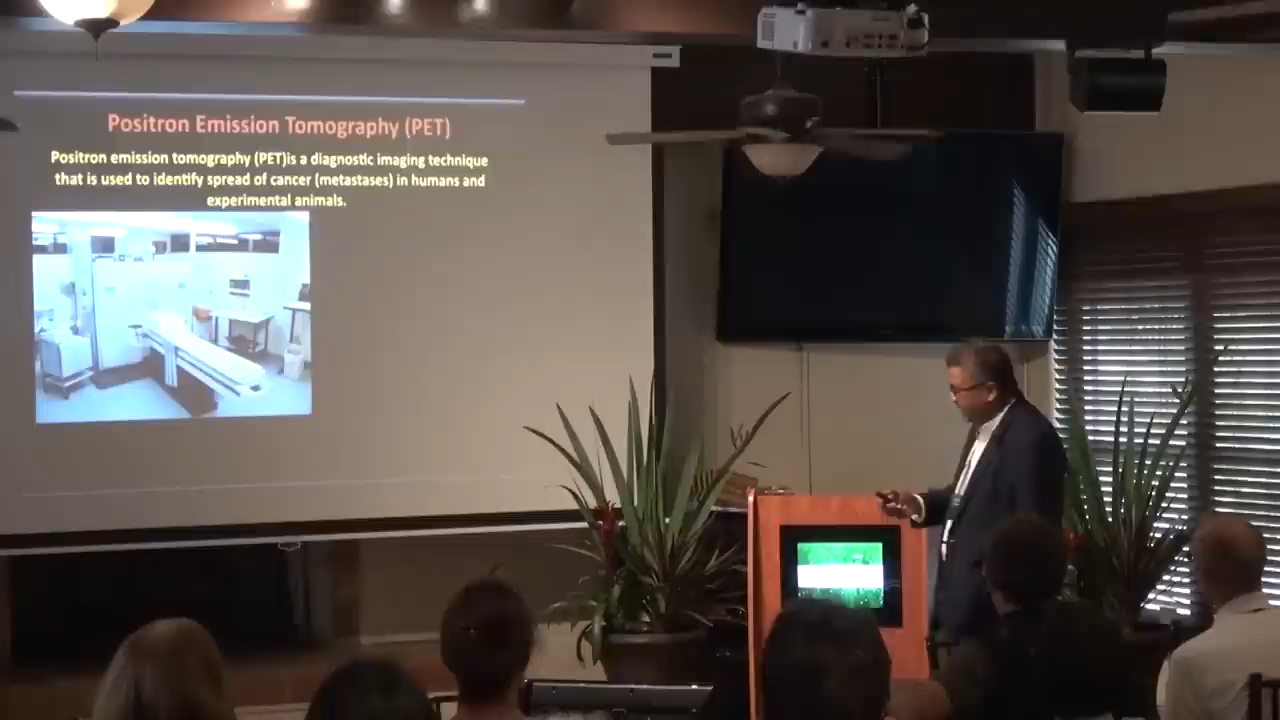 Positron Emission Tomography (PET)
Positron emission tomography (PET)is a diagnostic imaging technique
that is used to identify spread of cancer (metastases) in humans and
experimental animals.